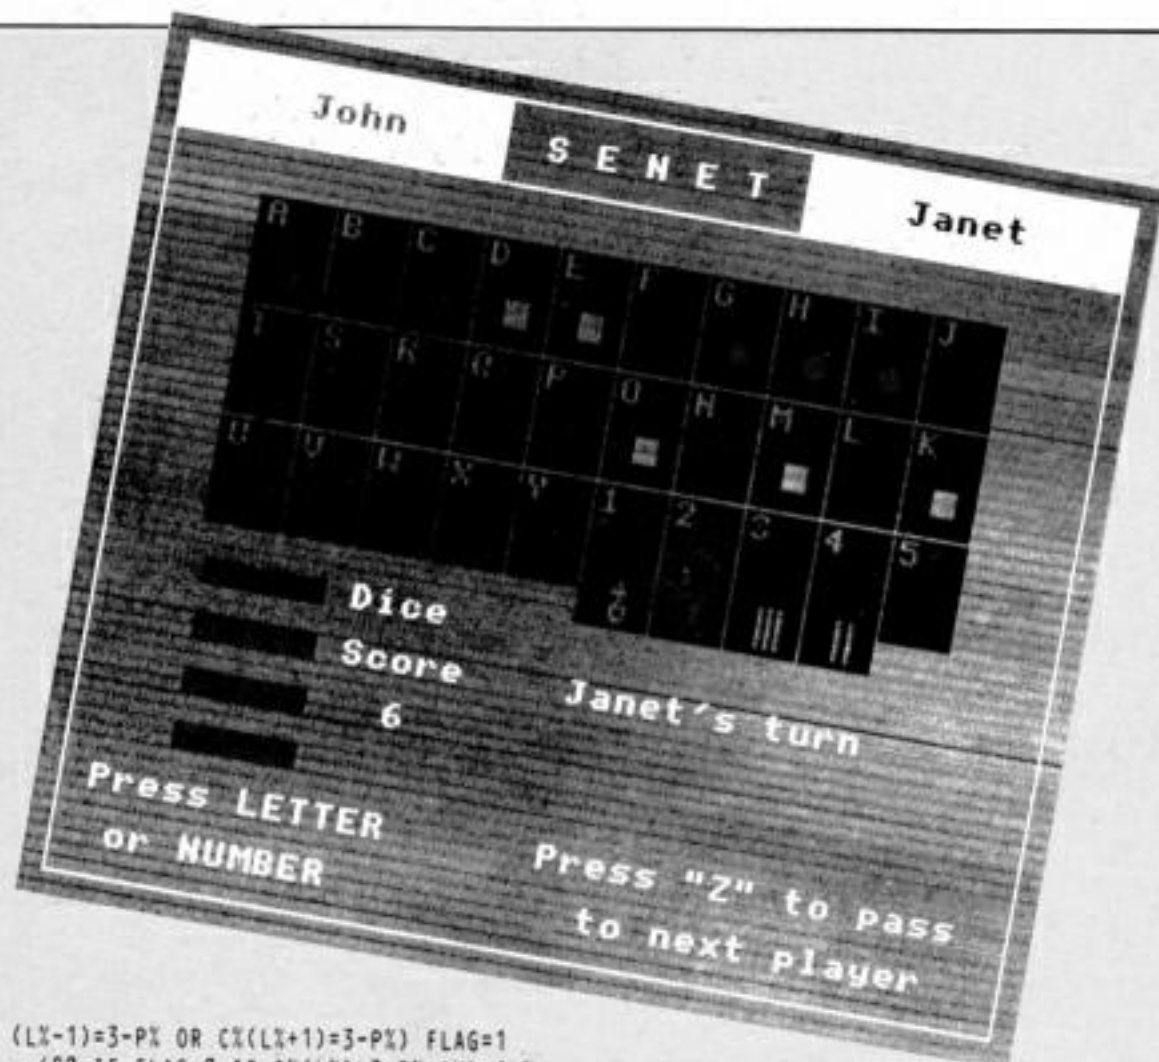 John
S E N E T
Janet
A B C D E F G H I J
T S R Q P O N M L K
U V W X Y 1 2 3 4 5
Dice
Score
6
Janet's turn
Press LETTER
or NUMBER
Press "Z" to pass
to next player
(L%-1)=3-P% OR C%(L%+1)=3-P%) FLAG=1